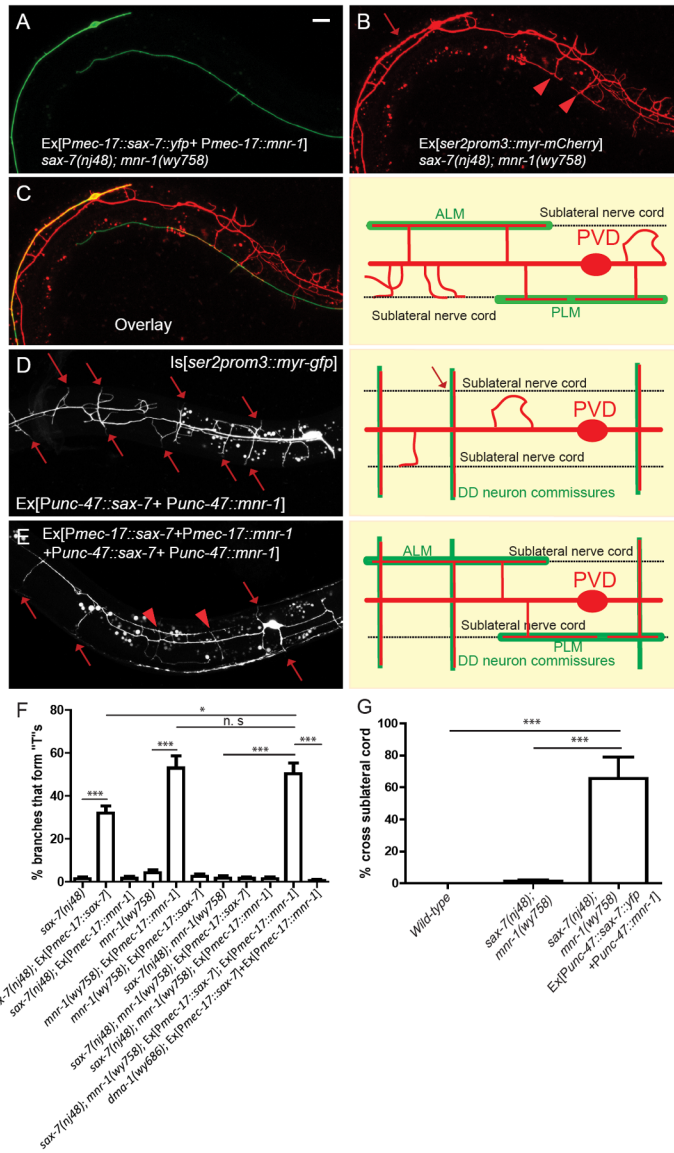 A
Ex[Pmec-17::sax-7::yfp+ Pmec-17::mnr-1]
sax-7(nj48); mnr-1(wy758)
B
Ex[ser2prom3::myr-mCherry]
sax-7(nj48); mnr-1(wy758)
C
Overlay
ALM
Sublateral nerve cord
PVD
Sublateral nerve cord
PLM
D
Is[ser2prom3::myr-gfp]
Ex[Punc-47::sax-7+ Punc-47::mnr-1]
Sublateral nerve cord
PVD
Sublateral nerve cord
DD neuron commissures
E
Ex[Pmec-17::sax-7+Pmec-17::mnr-1
+Punc-47::sax-7+ Punc-47::mnr-1]
ALM
Sublateral nerve cord
PVD
Sublateral nerve cord
PLM
DD neuron commissures
F
% branches that form "T"s
80
60
40
20
0
*
n. s
***
***
***
***
sax-7(nj48)
sax-7(nj48); Ex[Pmec-17::sax-7]
sax-7(nj48); Ex[Pmec-17::mnr-1]
mnr-1(wy758)
mnr-1(wy758); Ex[Pmec-17::mnr-1]
mnr-1(wy758); Ex[Pmec-17::sax-7]
sax-7(nj48); mnr-1(wy758)
sax-7(nj48); mnr-1(wy758); Ex[Pmec-17::sax-7]
sax-7(nj48); mnr-1(wy758); Ex[Pmec-17::mnr-1]
sax-7(nj48); mnr-1(wy758); Ex[Pmec-17::sax-7]; Ex[Pmec-17::mnr-1]
dma-1(wy686); Ex[Pmec-17::sax-7]+Ex[Pmec-17::mnr-1]
G
% cross sublateral cord
100
80
60
40
20
0
***
***
Wild-type
sax-7(nj48);
mnr-1(wy758)
sax-7(nj48);
mnr-1(wy758)
Ex[Punc-47::sax-7::yfp
+Punc-47::mnr-1]